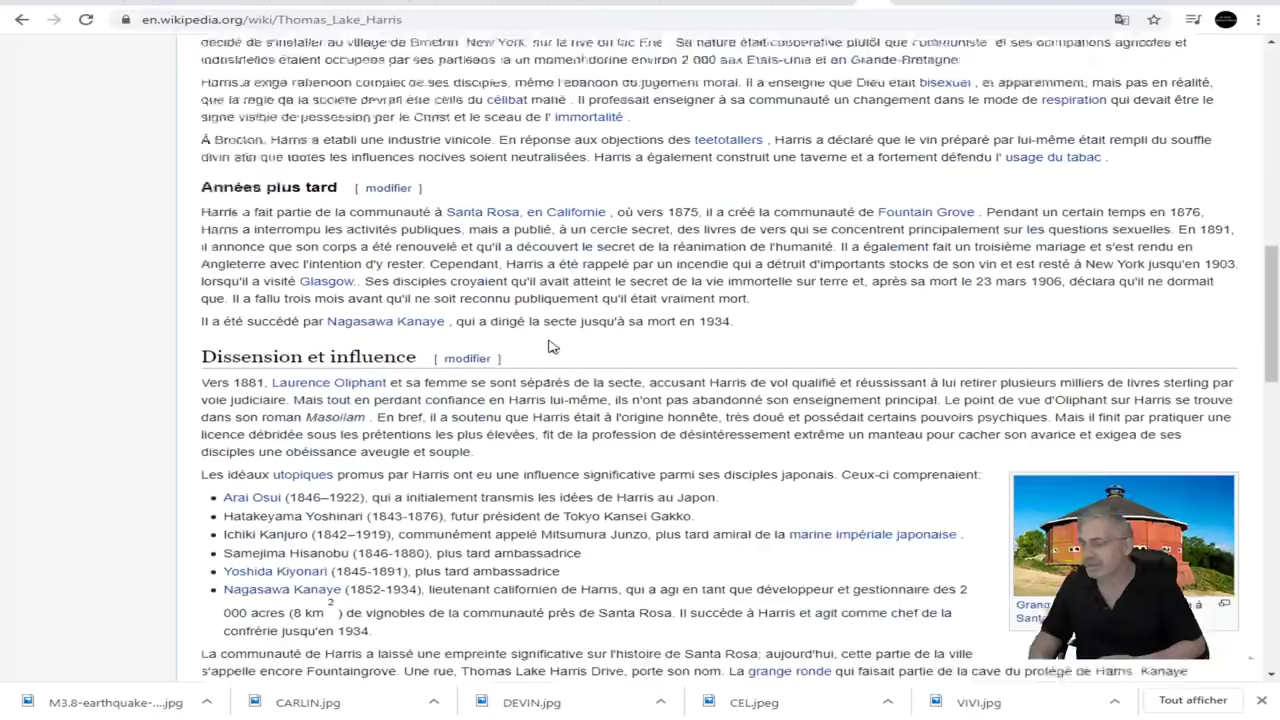 en.wikipedia.org/wiki/Thomas_Lake_Harris
Harris a exigé l'abandon complet de ses disciples, même l'abandon du jugement moral. Il a enseigné que Dieu était bisexuel , et apparemment, mais pas en réalité,
que la règle de la société devrait être celle du célibat marié . Il professait enseigner à sa communauté un changement dans le mode de respiration qui devait être le
signe visible de possession par le Christ et le sceau de l' immortalité .
À Brocton, Harris a établi une industrie vinicole. En réponse aux objections des teetotallers , Harris a déclaré que le vin préparé par lui-même était rempli du souffle
divin afin que toutes les influences nocives soient neutralisées. Harris a également construit une taverne et a fortement défendu l' usage du tabac .
Années plus tard [ modifier ]
Harris a fait partie de la communauté à Santa Rosa, en Californie , où vers 1875, il a créé la communauté de Fountain Grove . Pendant un certain temps en 1876,
Harris a interrompu les activités publiques, mais a publié, à un cercle secret, des livres de vers qui se concentrent principalement sur les questions sexuelles. En 1891,
il annonce que son corps a été renouvelé et qu'il a découvert le secret de la réanimation de l'humanité. Il a également fait un troisième mariage et s'est rendu en
Angleterre avec l'intention d'y rester. Cependant, Harris a été rappelé par un incendie qui a détruit d'importants stocks de son vin et est resté à New York jusqu'en 1903.
lorsqu'il a visité Glasgow.. Ses disciples croyaient qu'il avait atteint le secret de la vie immortelle sur terre et, après sa mort le 23 mars 1906, déclara qu'il ne dormait
que. Il a fallu trois mois avant qu'il ne soit reconnu publiquement qu'il était vraiment mort.
Il a été succédé par Nagasawa Kanaye , qui a dirigé la secte jusqu'à sa mort en 1934.
Dissension et influence [ modifier ]
Vers 1881, Laurence Oliphant et sa femme se sont séparés de la secte, accusant Harris de vol qualifié et réussissant à lui retirer plusieurs milliers de livres sterling par
voie judiciaire. Mais tout en perdant confiance en Harris lui-même, ils n'ont pas abandonné son enseignement principal. Le point de vue d'Oliphant sur Harris se trouve
dans son roman Masollam . En bref, il a soutenu que Harris était à l'origine honnête, très doué et possédait certains pouvoirs psychiques. Mais il finit par pratiquer une
licence débridée sous les prétentions les plus élevées, fit de la profession de désintéressement extrême un manteau pour cacher son avarice et exigea de ses
disciples une obéissance aveugle et souple.
Les idéaux utopiques promus par Harris ont eu une influence significative parmi ses disciples japonais. Ceux-ci comprenaient:
Arai Osui (1846–1922), qui a initialement transmis les idées de Harris au Japon.
Hatakeyama Yoshinari (1843-1876), futur président de Tokyo Kansei Gakko.
Ichiki Kanjuro (1842–1919), communément appelé Mitsumura Junzo, plus tard amiral de la marine impériale japonaise .
Samejima Hisanobu (1846-1880), plus tard ambassadrice
Yoshida Kiyonari (1845-1891), plus tard ambassadrice
Nagasawa Kanaye (1852-1934), lieutenant californien de Harris, qui a agi en tant que développeur et gestionnaire des 2
000 acres (8 km 2 ) de vignobles de la communauté près de Santa Rosa. Il succède à Harris et agit comme chef de la
confrérie jusqu'en 1934.
Grang à
Sant
La communauté de Harris a laissé une empreinte significative sur l'histoire de Santa Rosa; aujourd'hui, cette partie de la ville
s'appelle encore Fountaingrove. Une rue, Thomas Lake Harris Drive, porte son nom. La grange ronde qui faisait partie de la cave du protégé de Harris, Kanaye
M3.8-earthquake-....jpg
CARLIN.jpg
DEVIN.jpg
CEL.jpeg
VIVI.jpg
Tout afficher